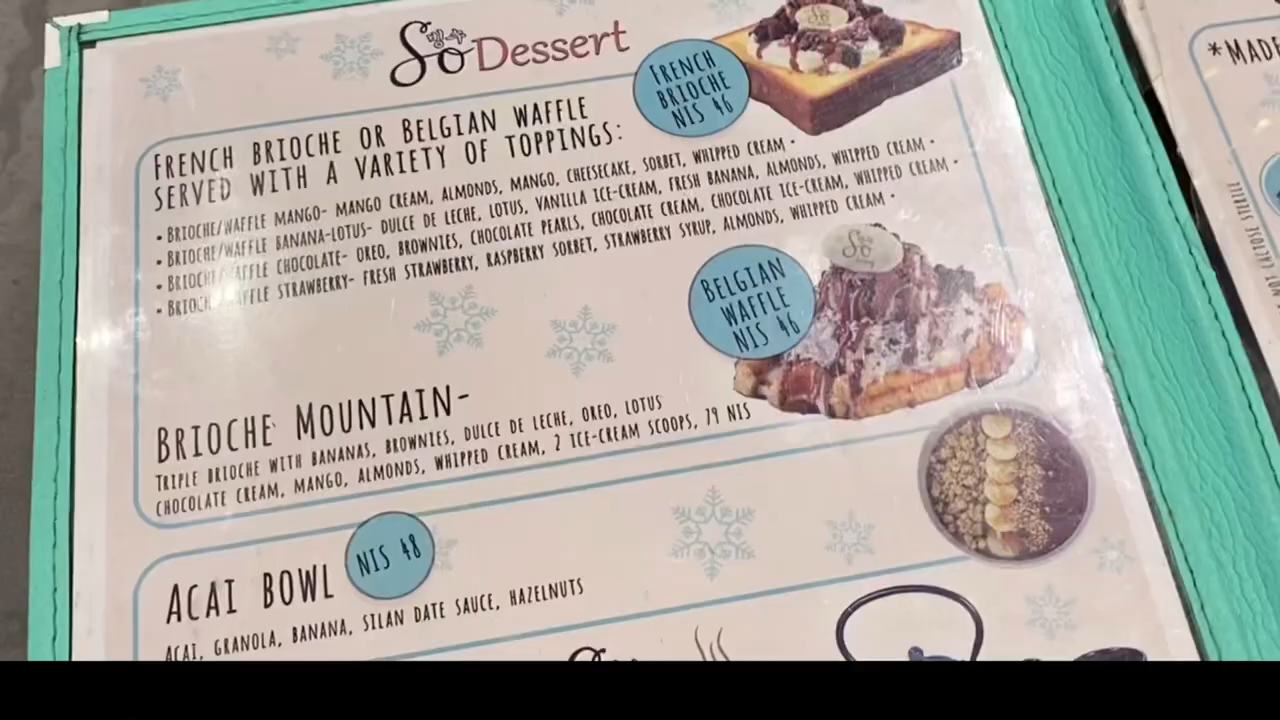 So Dessert
FRENCH BRIOCHE NIS 46
FRENCH BRIOCHE OR BELGIAN WAFFLE
SERVED WITH A VARIETY OF TOPPINGS:
• BRIOCHE/WAFFLE MANGO- MANGO CREAM, ALMONDS, MANGO, CHEESECAKE, SORBET, WHIPPED CREAM •
• BRIOCHE/WAFFLE BANANA-LOTUS- DULCE DE LECHE, LOTUS, VANILLA ICE-CREAM, FRESH BANANA, ALMONDS, WHIPPED CREAM •
• BRIOCHE/WAFFLE CHOCOLATE- OREO, BROWNIES, CHOCOLATE PEARLS, CHOCOLATE CREAM, CHOCOLATE ICE-CREAM, WHIPPED CREAM •
• BRIOCHE/WAFFLE STRAWBERRY- FRESH STRAWBERRY, RASPBERRY SORBET, STRAWBERRY SYRUP, ALMONDS, WHIPPED CREAM •
So
BELGIAN WAFFLE NIS 46
BRIOCHE MOUNTAIN-
TRIPLE BRIOCHE WITH BANANAS, BROWNIES, DULCE DE LECHE, OREO, LOTUS
CHOCOLATE CREAM, MANGO, ALMONDS, WHIPPED CREAM, 2 ICE-CREAM SCOOPS, 79 NIS
ACAI BOWL NIS 48
ACAI, GRANOLA, BANANA, SILAN DATE SAUCE, HAZELNUTS
*MADE